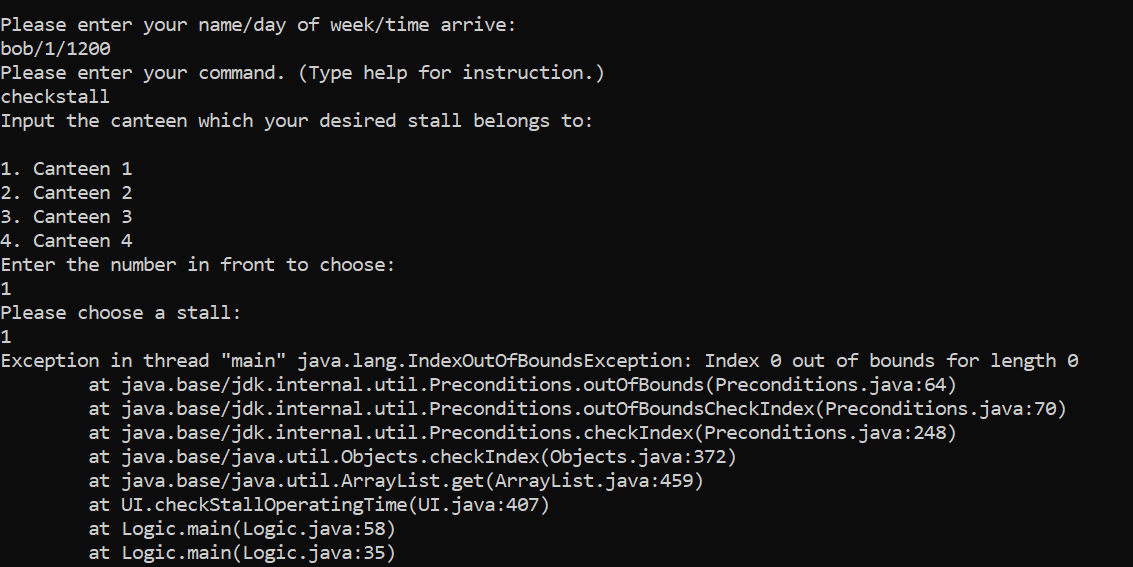 Please enter your name/day of week/time arrive:
bob/1/1200
Please enter your command. (Type help for instruction.)
checkstall
Input the canteen which your desired stall belongs to:

1. Canteen 1
2. Canteen 2
3. Canteen 3
4. Canteen 4
Enter the number in front to choose:
1
Please choose a stall:
1
Exception in thread "main" java.lang.IndexOutOfBoundsException: Index 0 out of bounds for length 0
        at java.base/jdk.internal.util.Preconditions.outOfBounds(Preconditions.java:64)
        at java.base/jdk.internal.util.Preconditions.outOfBoundsCheckIndex(Preconditions.java:70)
        at java.base/jdk.internal.util.Preconditions.checkIndex(Preconditions.java:248)
        at java.base/java.util.Objects.checkIndex(Objects.java:372)
        at java.base/java.util.ArrayList.get(ArrayList.java:459)
        at UI.checkStallOperatingTime(UI.java:407)
        at Logic.main(Logic.java:58)
        at Logic.main(Logic.java:35)